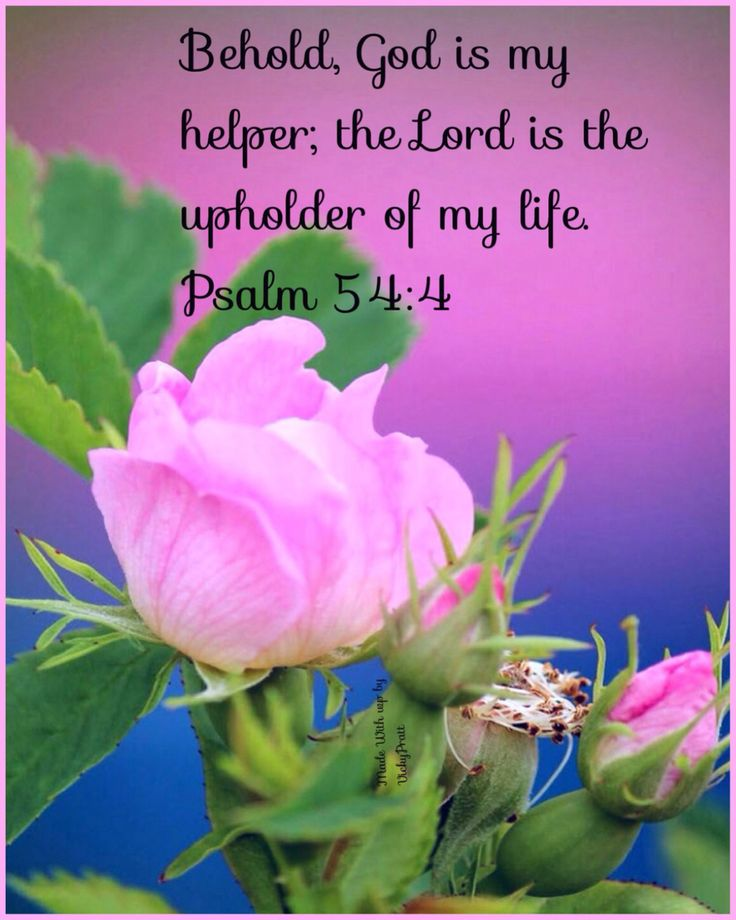 Behold, God is my
helper; the Lord is the
upholder of my life.
Psalm 54:4
Made With wp by
VickyPratt